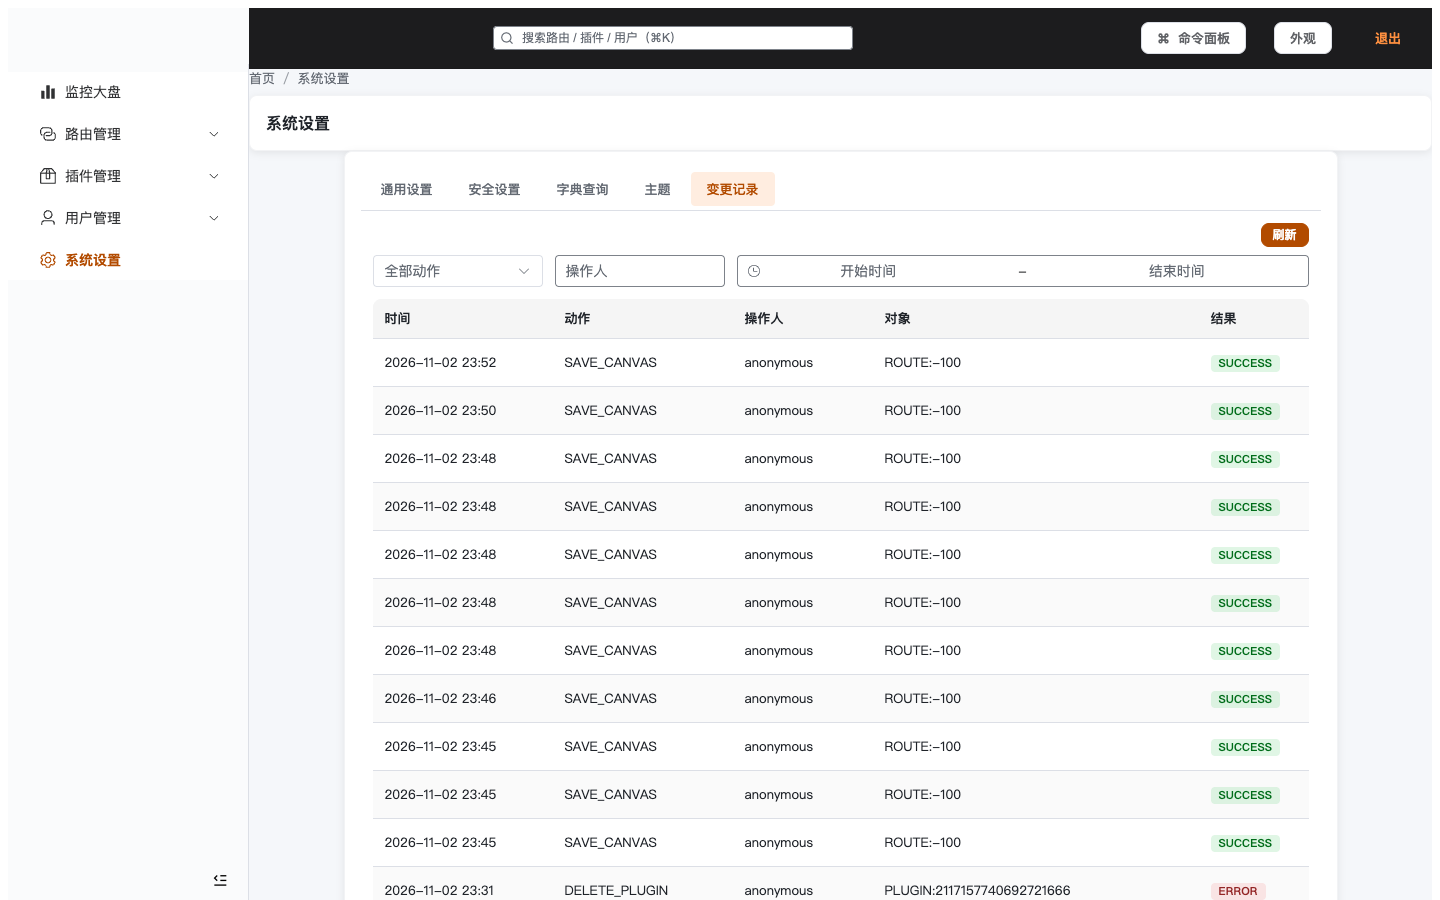 搜索路由 / 插件 / 用户（⌘K）
⌘ 命令面板
外观
退出
监控大盘
路由管理
插件管理
用户管理
系统设置
首页 / 系统设置
系统设置
通用设置 安全设置 字典查询 主题 变更记录
刷新
全部动作 操作人 开始时间 – 结束时间
时间 动作 操作人 对象 结果
2026-11-02 23:52 SAVE_CANVAS anonymous ROUTE:-100 SUCCESS
2026-11-02 23:50 SAVE_CANVAS anonymous ROUTE:-100 SUCCESS
2026-11-02 23:48 SAVE_CANVAS anonymous ROUTE:-100 SUCCESS
2026-11-02 23:48 SAVE_CANVAS anonymous ROUTE:-100 SUCCESS
2026-11-02 23:48 SAVE_CANVAS anonymous ROUTE:-100 SUCCESS
2026-11-02 23:48 SAVE_CANVAS anonymous ROUTE:-100 SUCCESS
2026-11-02 23:48 SAVE_CANVAS anonymous ROUTE:-100 SUCCESS
2026-11-02 23:46 SAVE_CANVAS anonymous ROUTE:-100 SUCCESS
2026-11-02 23:45 SAVE_CANVAS anonymous ROUTE:-100 SUCCESS
2026-11-02 23:45 SAVE_CANVAS anonymous ROUTE:-100 SUCCESS
2026-11-02 23:45 SAVE_CANVAS anonymous ROUTE:-100 SUCCESS
2026-11-02 23:31 DELETE_PLUGIN anonymous PLUGIN:2117157740692721666 ERROR